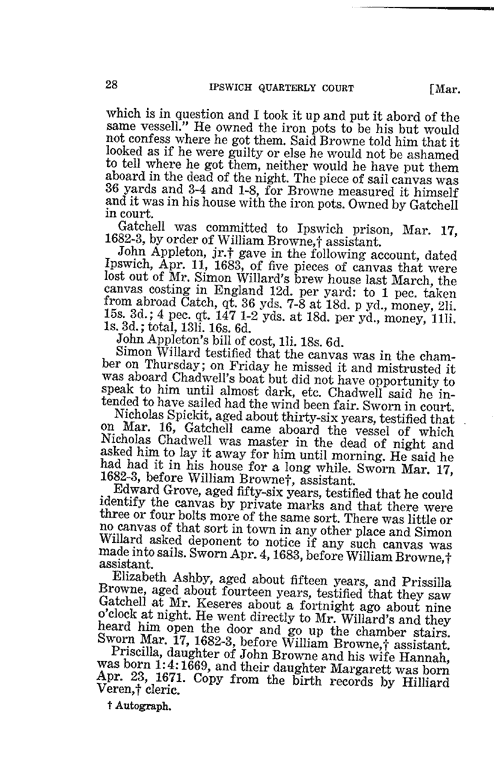 28 IPSWICH QUARTERLY COURT [Mar.
which is in question and I took it up and put it abord of the
same vessell." He owned the iron pots to be his but would
not confess where he got them. Said Browne told him that it
looked as if he were guilty or else he would not be ashamed
to tell where he got them, neither would he have put them
aboard in the dead of the night. The piece of sail canvas was
36 yards and 3-4 and 1-8, for Browne measured it himself
and it was in his house with the iron pots. Owned by Gatchell
in court.
Gatchell was committed to Ipswich prison, Mar. 17,
1682-3, by order of William Browne,† assistant.
John Appleton, jr.† gave in the following account, dated
Ipswich, Apr. 11, 1683, of five pieces of canvas that were
lost out of Mr. Simon Willard's brew house last March, the
canvas costing in England 12d. per yard: to 1 pec. taken
from abroad Catch, qt. 36 yds. 7-8 at 18d. p yd., money, 2li.
15s. 3d.; 4 pec. qt. 147 1-2 yds. at 18d. per yd., money, 11li.
1s. 3d.; total, 13li. 16s. 6d.
John Appleton's bill of cost, 1li. 18s. 6d.
Simon Willard testified that the canvas was in the cham-
ber on Thursday; on Friday he missed it and mistrusted it
was aboard Chadwell's boat but did not have opportunity to
speak to him until almost dark, etc. Chadwell said he in-
tended to have sailed had the wind been fair. Sworn in court.
Nicholas Spickit, aged about thirty-six years, testified that
on Mar. 16, Gatchell came aboard the vessel of which
Nicholas Chadwell was master in the dead of night and
asked him to lay it away for him until morning. He said he
had had it in his house for a long while. Sworn Mar. 17,
1682-3, before William Browne†, assistant.
Edward Grove, aged fifty-six years, testified that he could
identify the canvas by private marks and that there were
three or four bolts more of the same sort. There was little or
no canvas of that sort in town in any other place and Simon
Willard asked deponent to notice if any such canvas was
made into sails. Sworn Apr. 4, 1683, before William Browne,†
assistant.
Elizabeth Ashby, aged about fifteen years, and Prissilla
Browne, aged about fourteen years, testified that they saw
Gatchell at Mr. Keseres about a fortnight ago about nine
o'clock at night. He went directly to Mr. Willard's and they
heard him open the door and go up the chamber stairs.
Sworn Mar. 17, 1682-3, before William Browne,† assistant.
Priscilla, daughter of John Browne and his wife Hannah,
was born 1:4:1669, and their daughter Margarett was born
Apr. 23, 1671. Copy from the birth records by Hilliard
Veren,† cleric.
† Autograph.